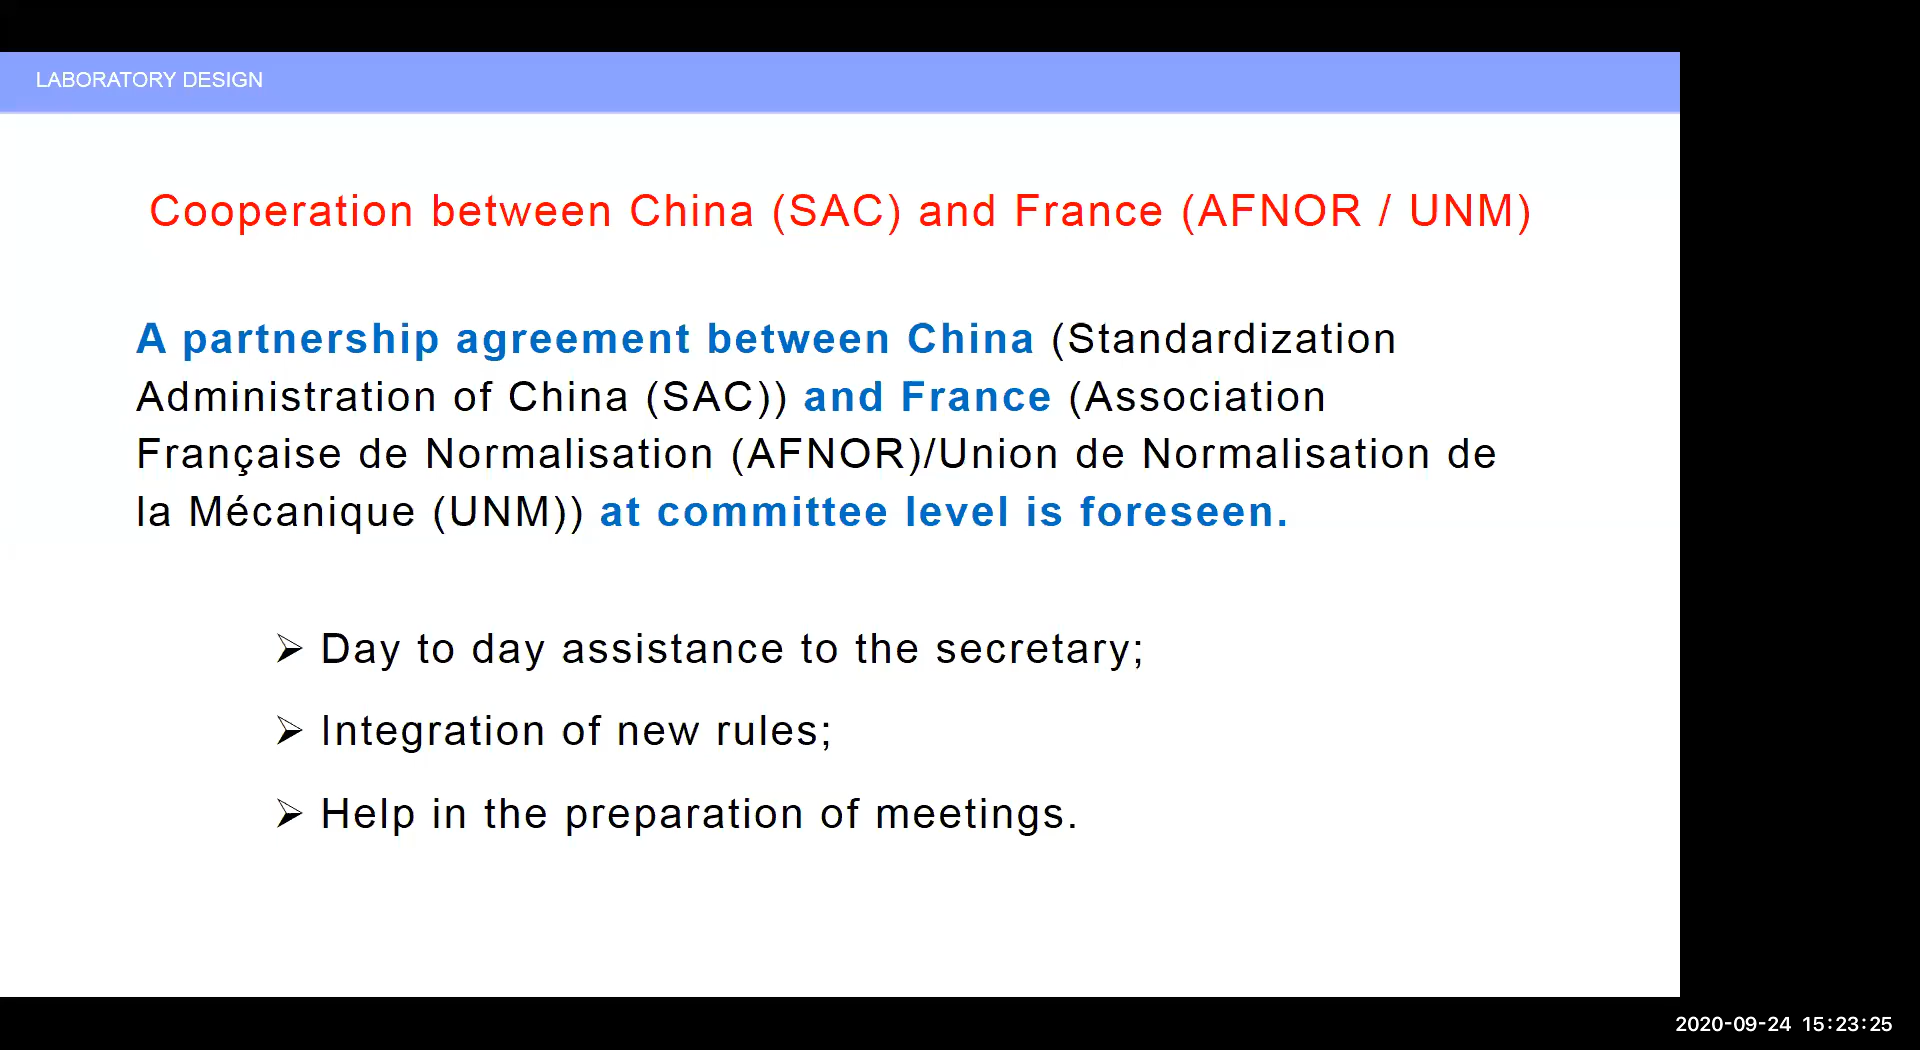 LABORATORY DESIGN
Cooperation between China (SAC) and France (AFNOR / UNM)
A partnership agreement between China (Standardization
Administration of China (SAC)) and France (Association
Française de Normalisation (AFNOR)/Union de Normalisation de
la Mécanique (UNM)) at committee level is foreseen.
➢ Day to day assistance to the secretary;
➢ Integration of new rules;
➢ Help in the preparation of meetings.
2020-09-24 15:23:25